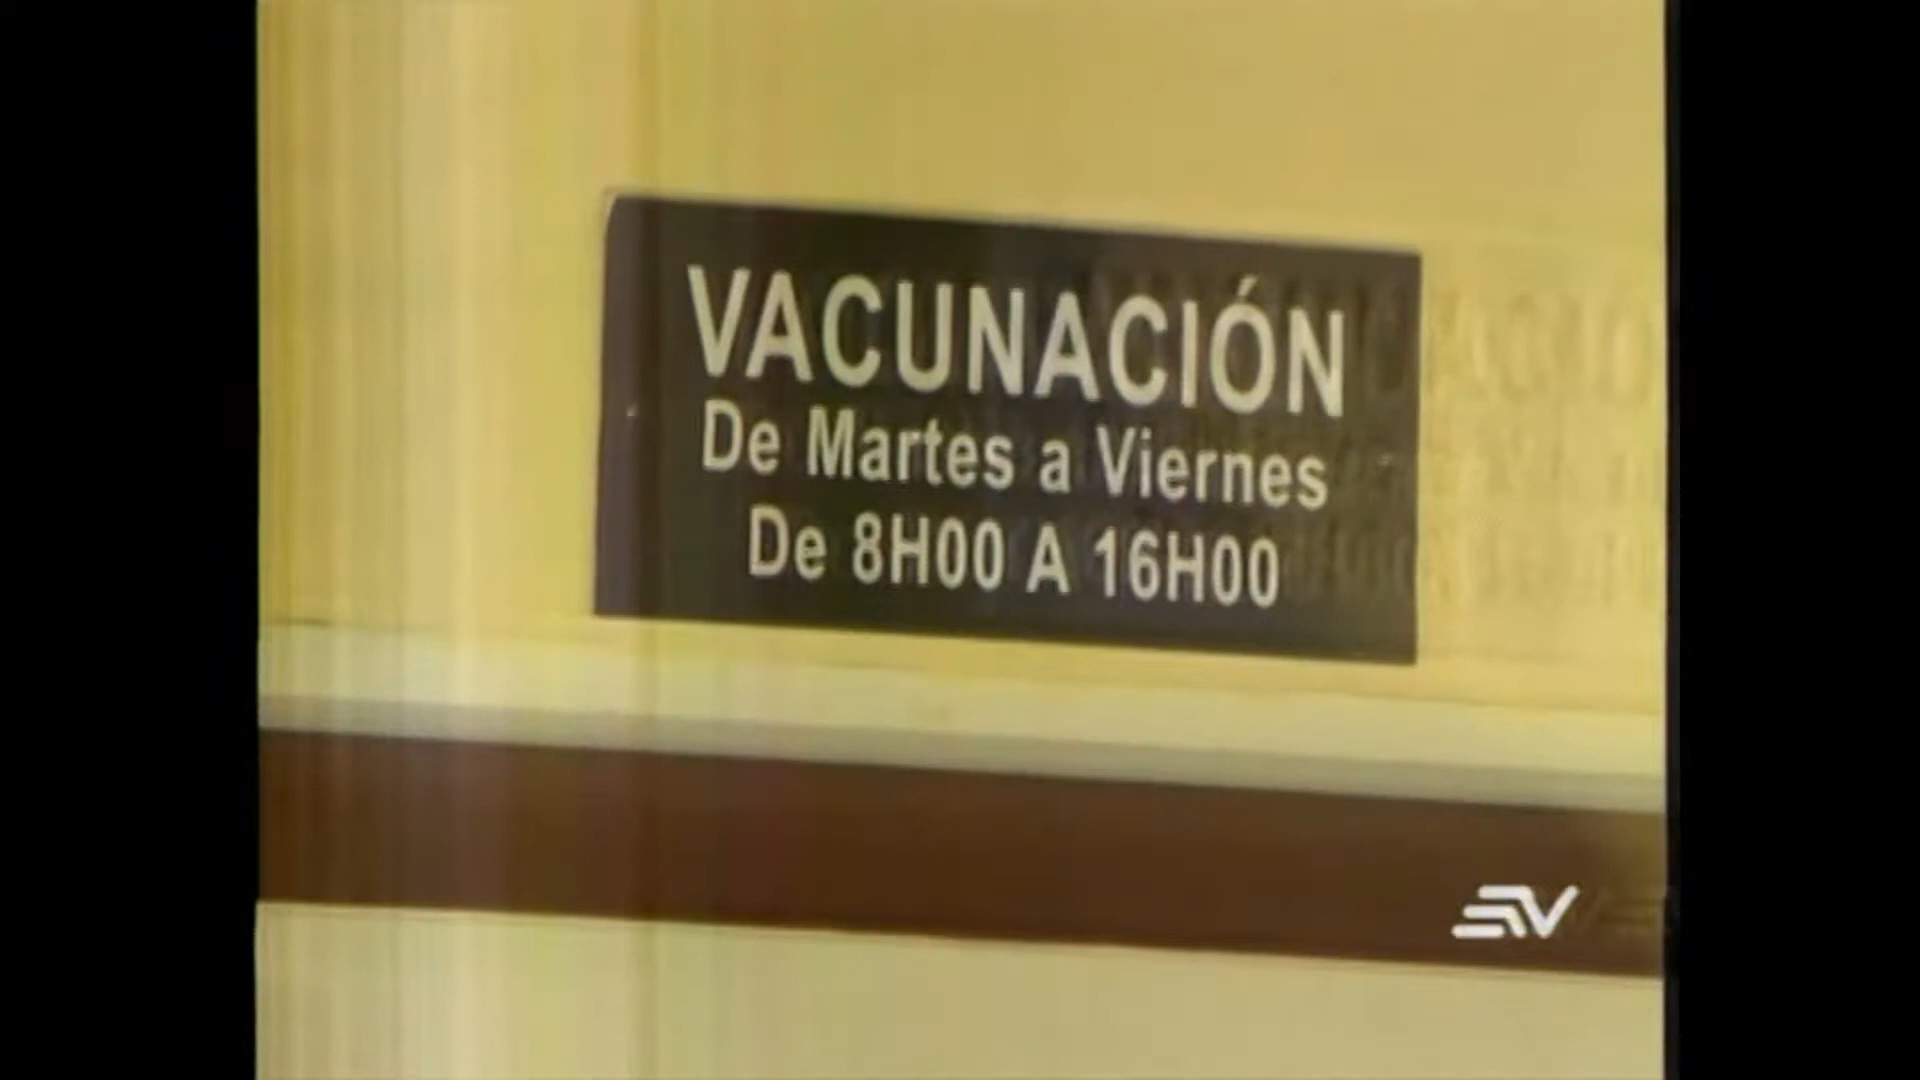 VACUNACIÓN
De Martes a Viernes
De 8H00 A 16H00